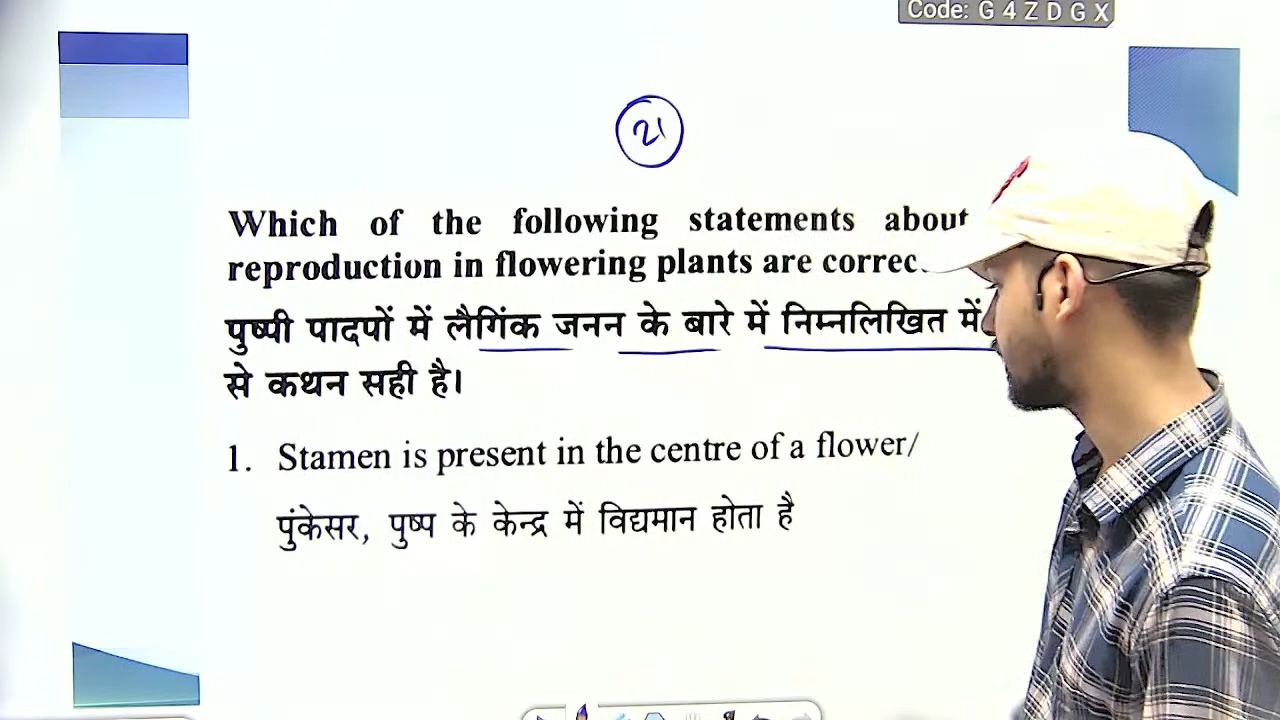 Code: G 4 Z D G X
21
Which of the following statements about
reproduction in flowering plants are
पुष्पी पादपों में लैगिंक जनन के बारे में निम्नलिखित में
से कथन सही है।
1. Stamen is present in the centre of a flower/
पुंकेसर, पुष्प के केन्द्र में विद्यमान होता है